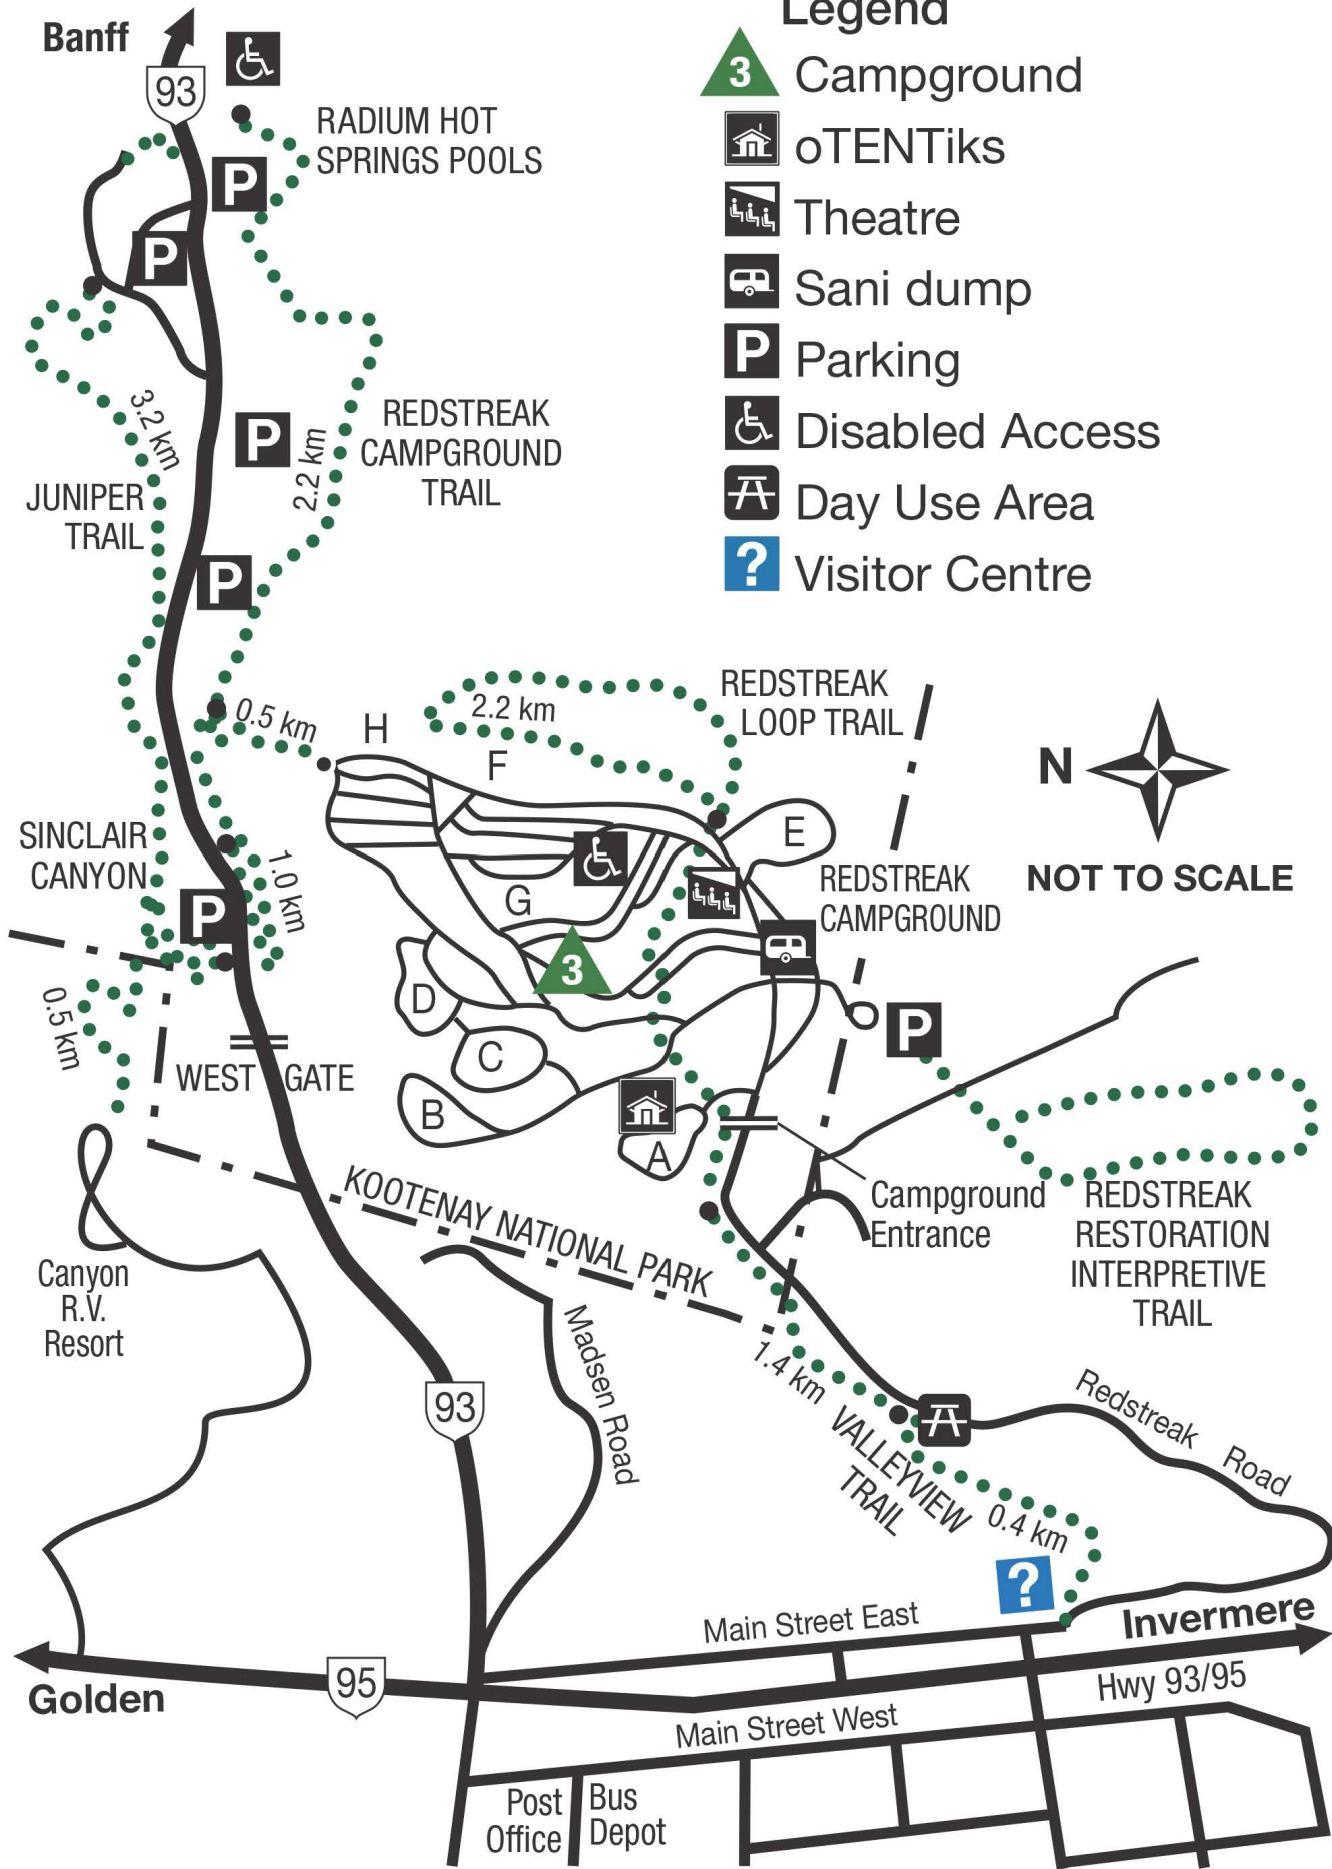 Legend
3 Campground
oTENTiks
Theatre
Sani dump
P Parking
Disabled Access
Day Use Area
? Visitor Centre
Banff
93
RADIUM HOT
SPRINGS POOLS
P
P
3.2 km
JUNIPER
TRAIL
P
2.2 km
REDSTREAK
CAMPGROUND
TRAIL
P
0.5 km
H
F
2.2 km
REDSTREAK
LOOP TRAIL
N
NOT TO SCALE
SINCLAIR
CANYON
P
1.0 km
E
G
REDSTREAK
CAMPGROUND
3
D
C
B
A
P
0.5 km
WEST GATE
KOOTENAY NATIONAL PARK
Campground
Entrance
REDSTREAK
RESTORATION
INTERPRETIVE
TRAIL
Canyon
R.V.
Resort
93
Madsen Road
1.4 km
VALLEYVIEW
TRAIL
0.4 km
Redstreak Road
?
Main Street East
Invermere
Golden
95
Hwy 93/95
Main Street West
Post
Office
Bus
Depot